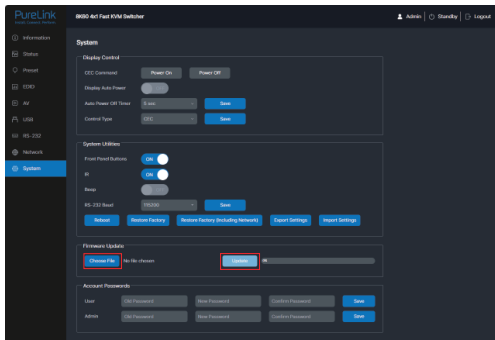 PureLink
8K60 4x1 Fast KVM Switcher
Admin
Standby
Logout
Information
Status
Preset
EDID
AV
USB
RS-232
Network
System
System
Display Control
CEC Command Power On Power Off
Display Auto Power
Auto Power Off Timer 5 sec Save
Control Type CEC Save
System Utilities
Front Panel Buttons ON
IR ON
Beep
RS-232 Baud 115200 Save
Reboot Restore Factory Restore Factory (Including Network) Export Settings Import Settings
Firmware Update
Choose File No file chosen Update 0%
Account Passwords
User Old Password New Password Confirm Password Save
Admin Old Password New Password Confirm Password Save